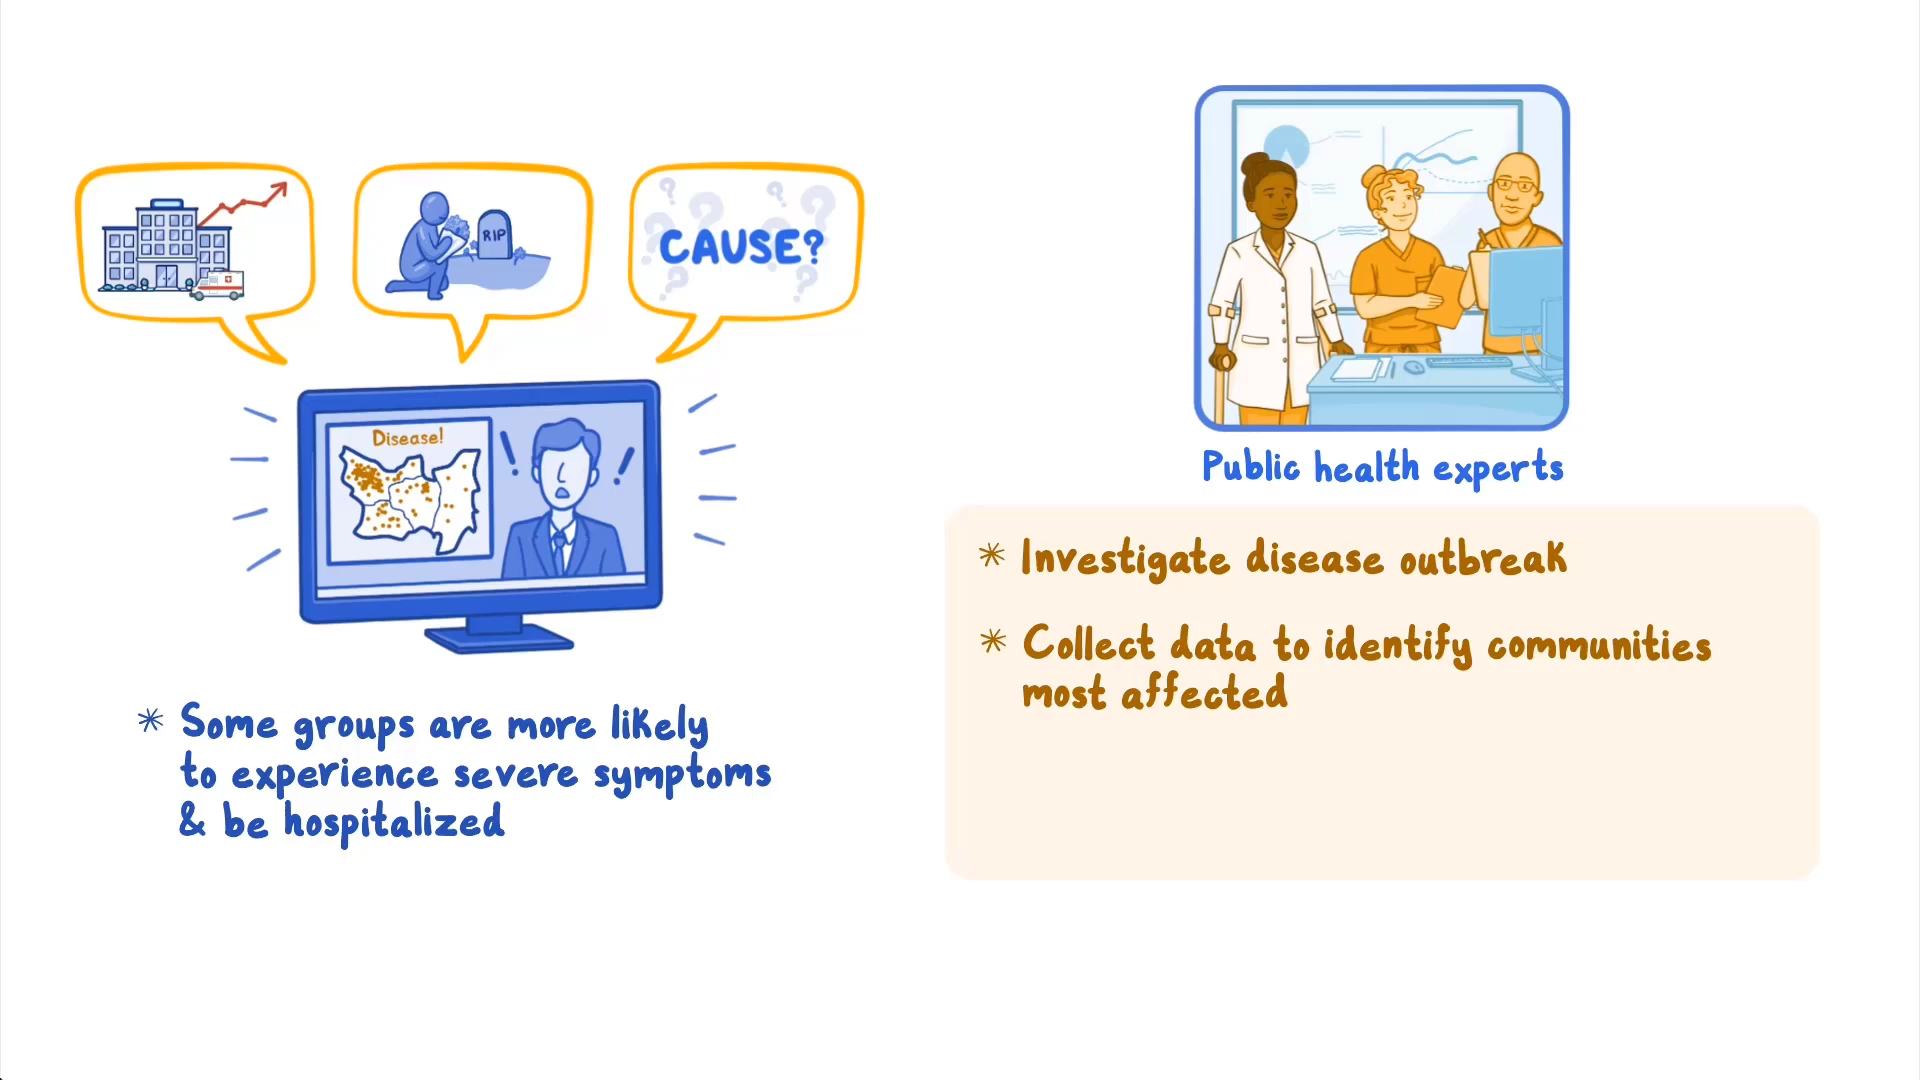 RIP
CAUSE?
Disease!
* Some groups are more likely
to experience severe symptoms
& be hospitalized
Public health experts
* Investigate disease outbreak
* Collect data to identify communities
most affected